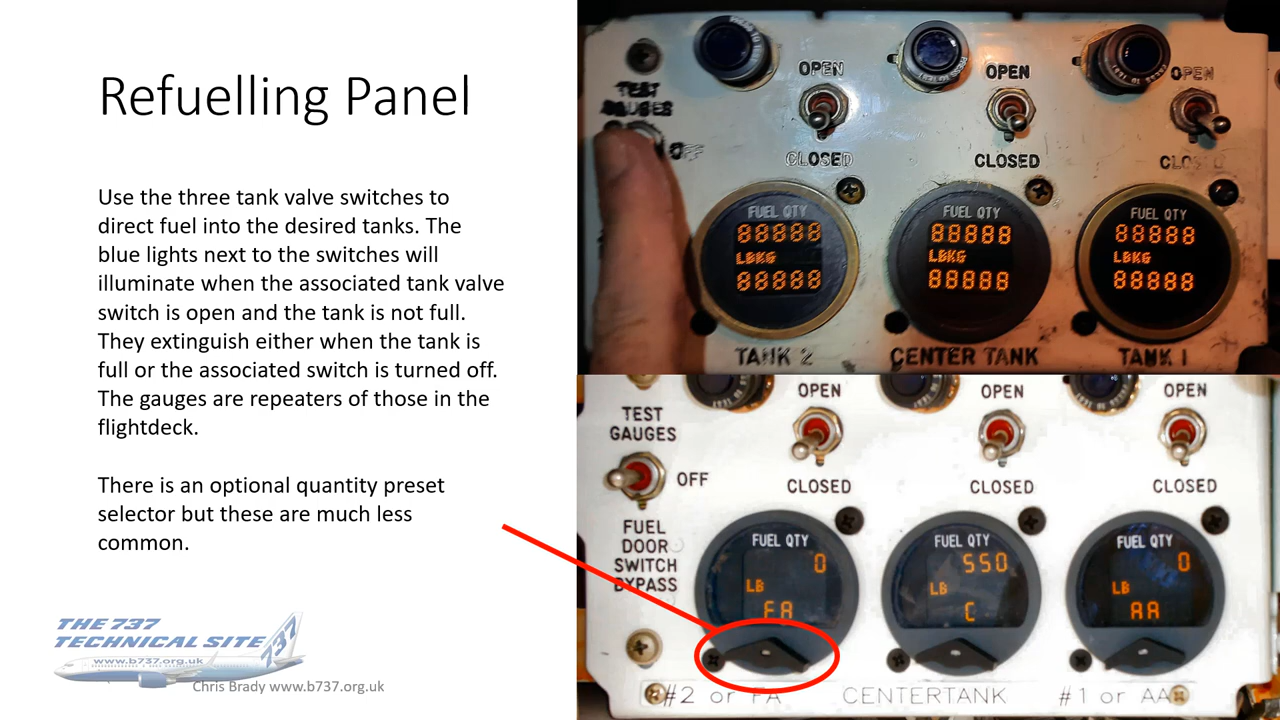 Refuelling Panel
Use the three tank valve switches to
direct fuel into the desired tanks. The
blue lights next to the switches will
illuminate when the associated tank valve
switch is open and the tank is not full.
They extinguish either when the tank is
full or the associated switch is turned off.
The gauges are repeaters of those in the
flightdeck.
There is an optional quantity preset
selector but these are much less
common.
THE 737
TECHNICAL SITE
737
www.b737.org.uk
Chris Brady www.b737.org.uk
TEST
GAUGES
OFF
OPEN
OPEN
OPEN
CLOSED
CLOSED
CLOSED
FUEL QTY
88888
LBKG
88888
FUEL QTY
88888
LBKG
88888
FUEL QTY
88888
LBKG
88888
TANK 2
CENTER TANK
TANK 1
TEST
GAUGES
OFF
FUEL
DOOR
SWITCH
BYPASS
OPEN
OPEN
OPEN
CLOSED
CLOSED
CLOSED
FUEL QTY
0
LB
FA
FUEL QTY
550
LB
C
FUEL QTY
0
LB
AA
#2 or FA
CENTERTANK
#1 or AA